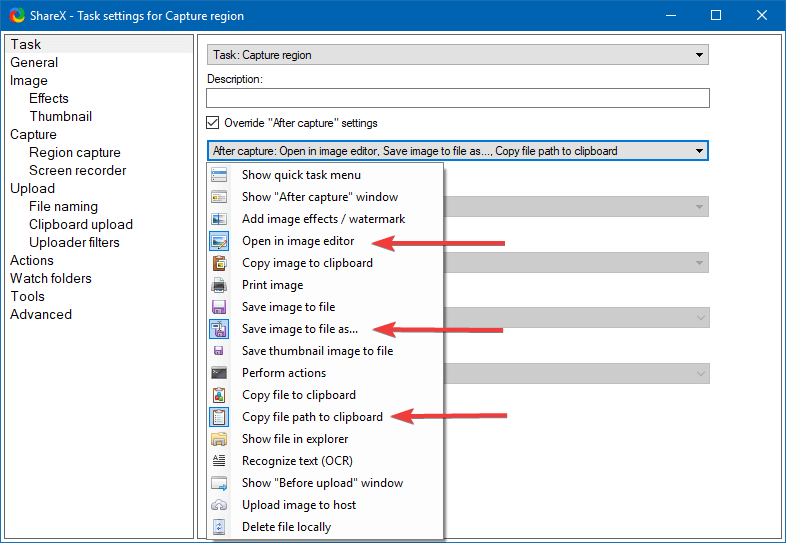 ShareX - Task settings for Capture region
Task
General
Image
Effects
Thumbnail
Capture
Region capture
Screen recorder
Upload
File naming
Clipboard upload
Uploader filters
Actions
Watch folders
Tools
Advanced
Task: Capture region
Description:
Override "After capture" settings
After capture: Open in image editor, Save image to file as..., Copy file path to clipboard
Show quick task menu
Show "After capture" window
Add image effects / watermark
Open in image editor
Copy image to clipboard
Print image
Save image to file
Save image to file as...
Save thumbnail image to file
Perform actions
Copy file to clipboard
Copy file path to clipboard
Show file in explorer
Recognize text (OCR)
Show "Before upload" window
Upload image to host
Delete file locally